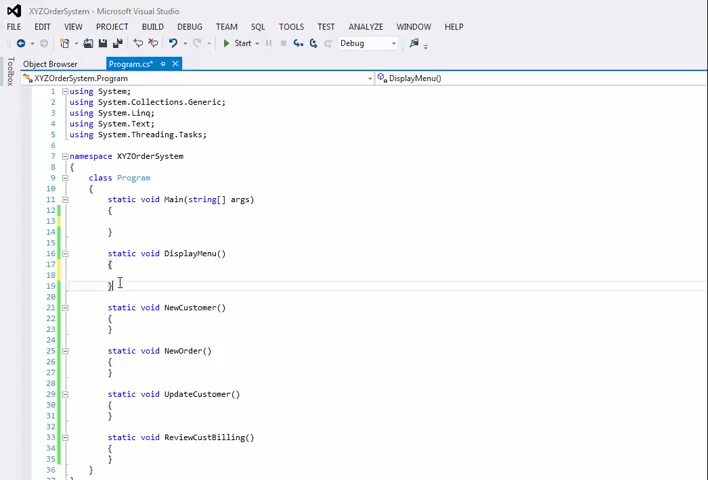 XYZOrderSystem - Microsoft Visual Studio
FILE EDIT VIEW PROJECT BUILD DEBUG TEAM SQL TOOLS TEST ANALYZE WINDOW HELP
Start Debug
Toolbox
Object Browser Program.cs*
XYZOrderSystem.Program DisplayMenu()
1 using System;
2 using System.Collections.Generic;
3 using System.Linq;
4 using System.Text;
5 using System.Threading.Tasks;
6
7 namespace XYZOrderSystem
8 {
9 class Program
10 {
11 static void Main(string[] args)
12 {
13
14 }
15
16 static void DisplayMenu()
17 {
18
19 }
20
21 static void NewCustomer()
22 {
23 }
24
25 static void NewOrder()
26 {
27 }
28
29 static void UpdateCustomer()
30 {
31 }
32
33 static void ReviewCustBilling()
34 {
35 }
36 }
37 }